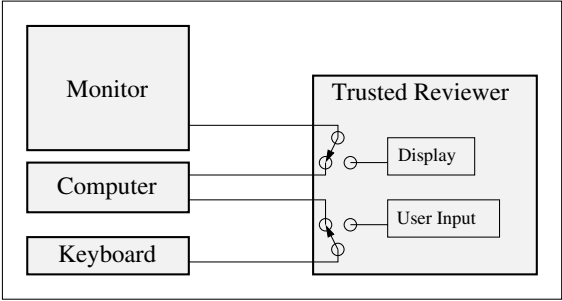 Monitor
Trusted Reviewer
Display
Computer
User Input
Keyboard